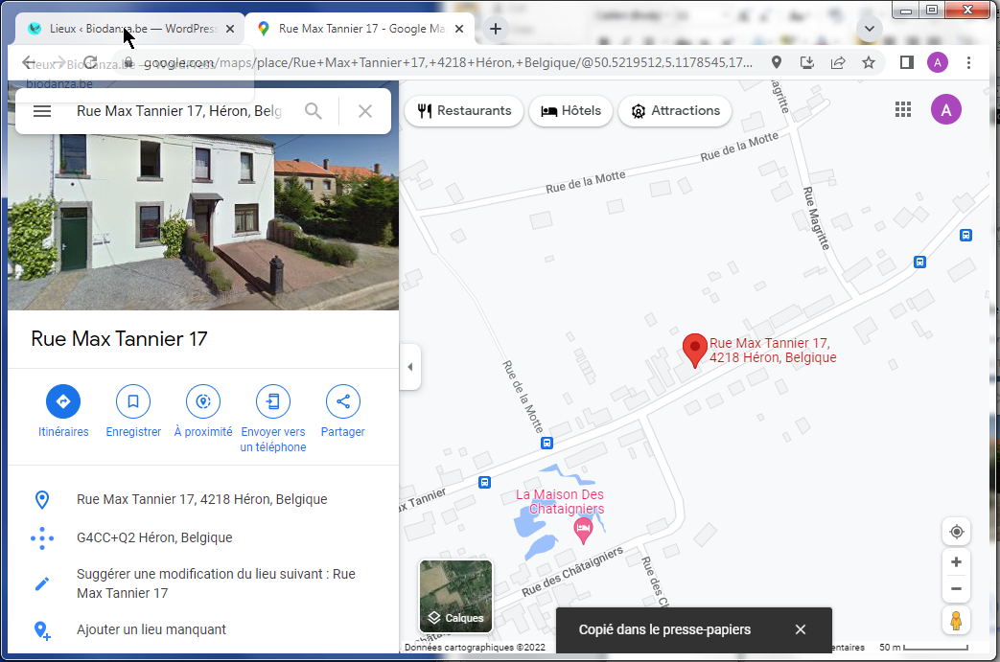 Lieux ‹ Biodanza.be — WordPress
Rue Max Tannier 17 - Google Ma
google.com/maps/place/Rue+Max+Tannier+17,+4218+Héron,+Belgique/@50.5219512,5.1178545,17...
A
Lieux ‹ Biodanza.be — WordPress
biodanza.be
Rue Max Tannier 17, Héron, Belg
Restaurants
Hôtels
Attractions
A
Rue Max Tannier 17
Itinéraires
Enregistrer
À proximité
Envoyer vers
un téléphone
Partager
Rue Max Tannier 17, 4218 Héron, Belgique
G4CC+Q2 Héron, Belgique
Suggérer une modification du lieu suivant : Rue
Max Tannier 17
Ajouter un lieu manquant
Magritte
Rue de la Motte
Rue de la Motte
Rue Magritte
Rue Max Tannier 17,
4218 Héron, Belgique
Rue de la Motte
x Tannier
La Maison Des
Chataigniers
Rue des Châtaigniers
Rue des Ch
Calques
Copié dans le presse-papiers
Données cartographiques ©2022
entaires
50 m